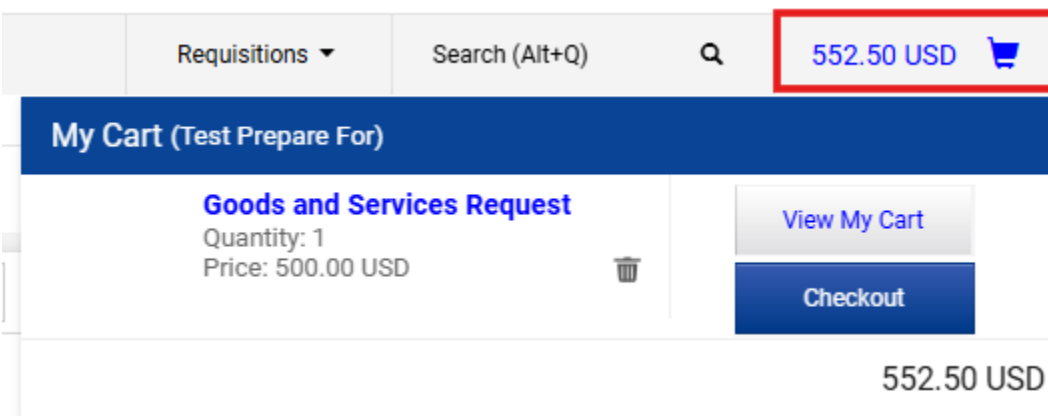 Requisitions Search (Alt+Q) 552.50 USD
My Cart (Test Prepare For)
Goods and Services Request
Quantity: 1
Price: 500.00 USD
View My Cart
Checkout
552.50 USD